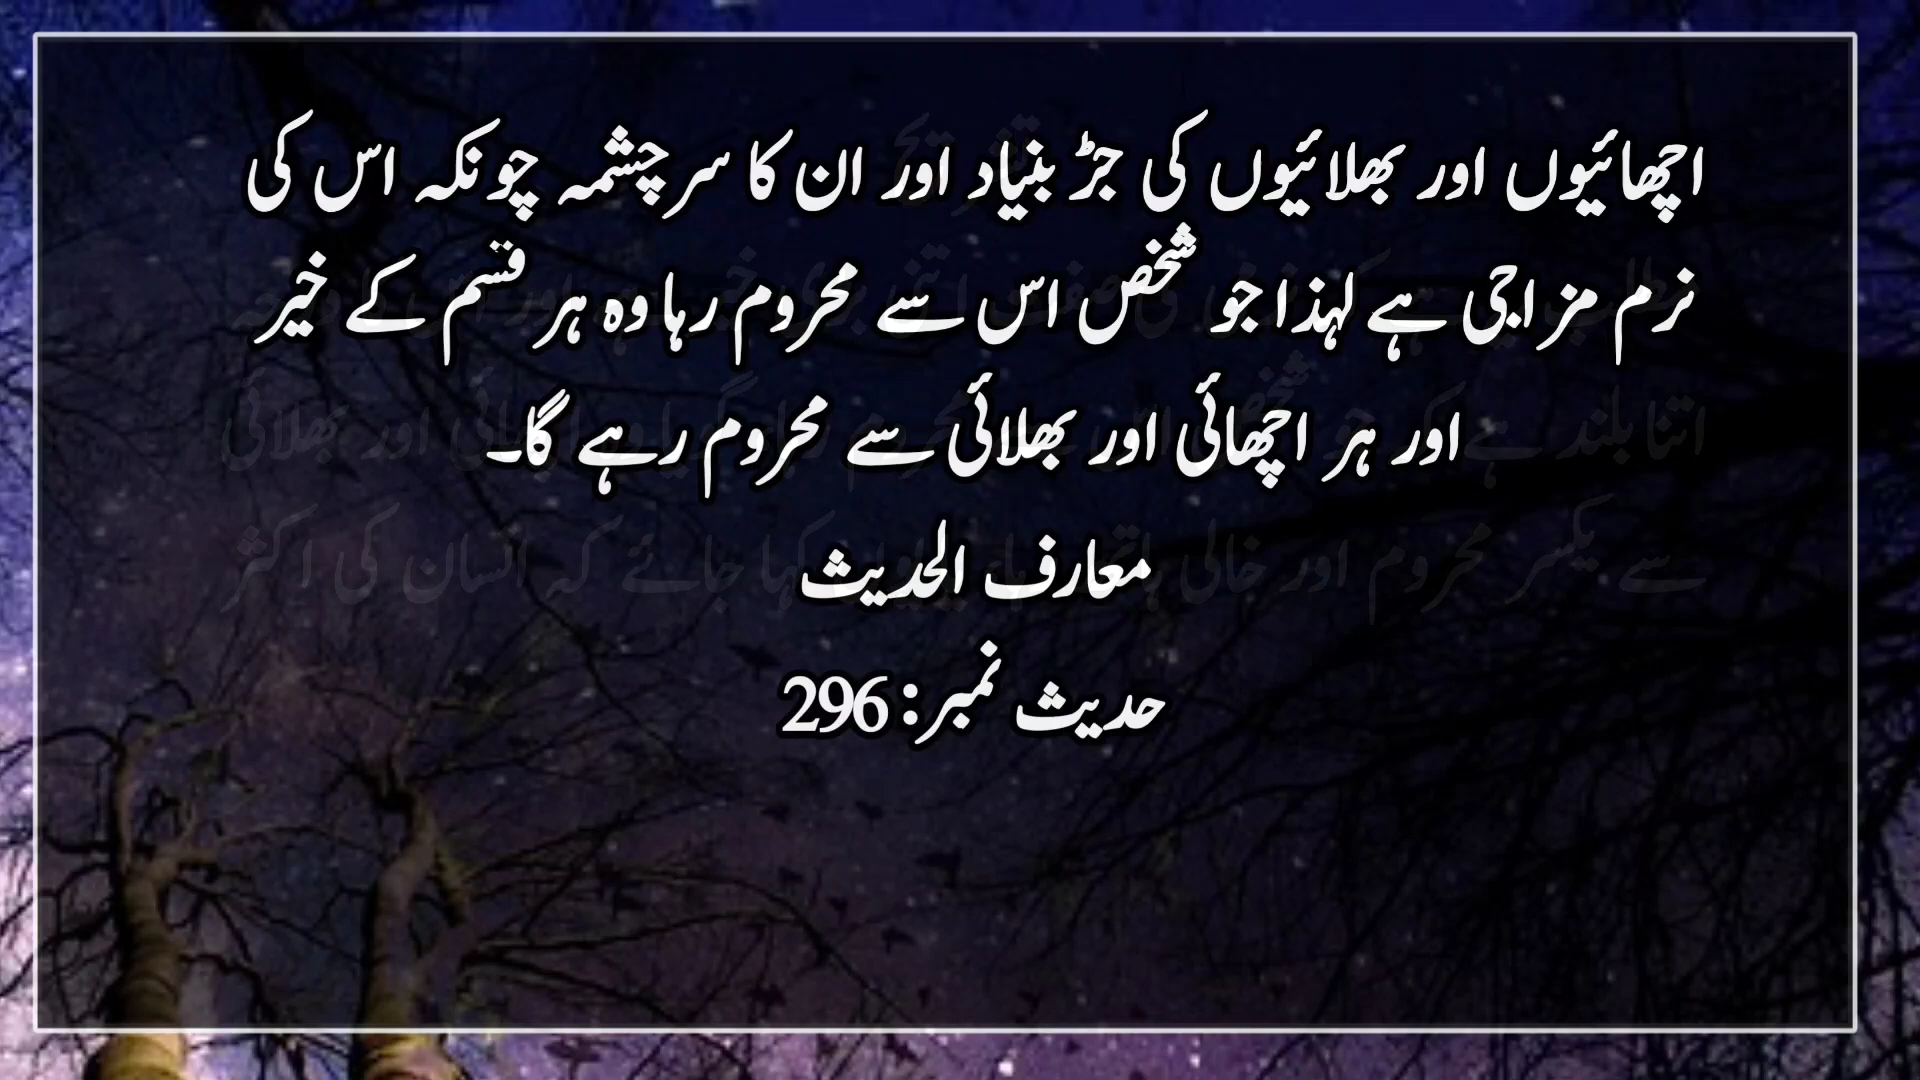 اچھائیوں اور بھلائیوں کی جڑ بنیاد اور ان کا سرچشمہ چونکہ اس کی
نرم مزاجی ہے لہذا جو شخص اس سے محروم رہا وہ ہر قسم کے خیر
اور ہر اچھائی اور بھلائی سے محروم رہے گا۔
معارف الحدیث
حدیث نمبر: 296